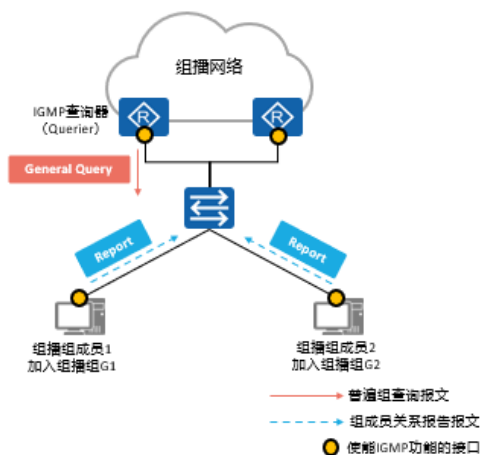 组播网络
IGMP查询器
（Querier）
R
R
General Query
Report
Report
组播组成员1
加入组播组G1
组播组成员2
加入组播组G2
普遍组查询报文
组成员关系报告报文
使能IGMP功能的接口